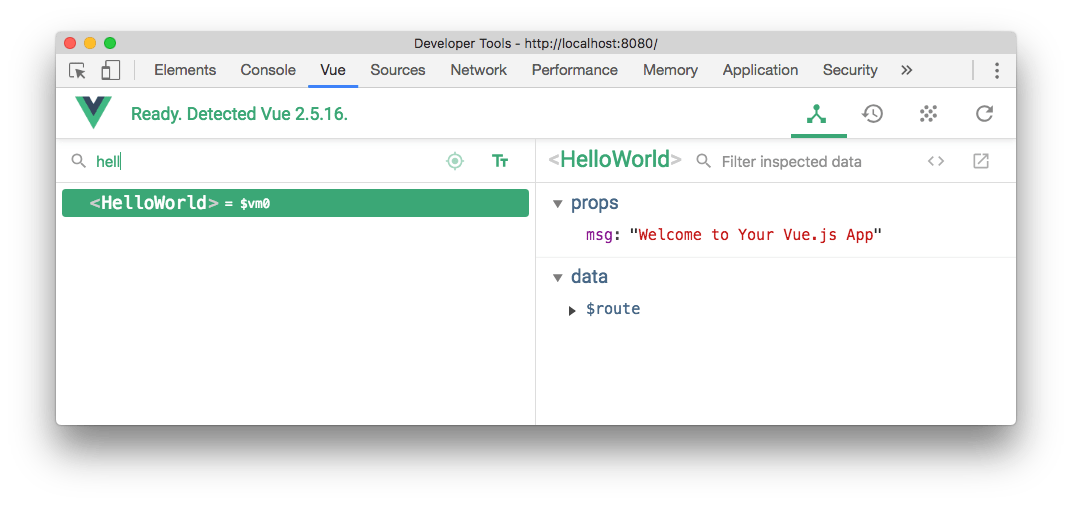 Developer Tools - http://localhost:8080/
Elements Console Vue Sources Network Performance Memory Application Security »
Ready. Detected Vue 2.5.16.
hell
Tт
<HelloWorld> Filter inspected data <>
<HelloWorld> = $vm0
props
msg: "Welcome to Your Vue.js App"
data
$route